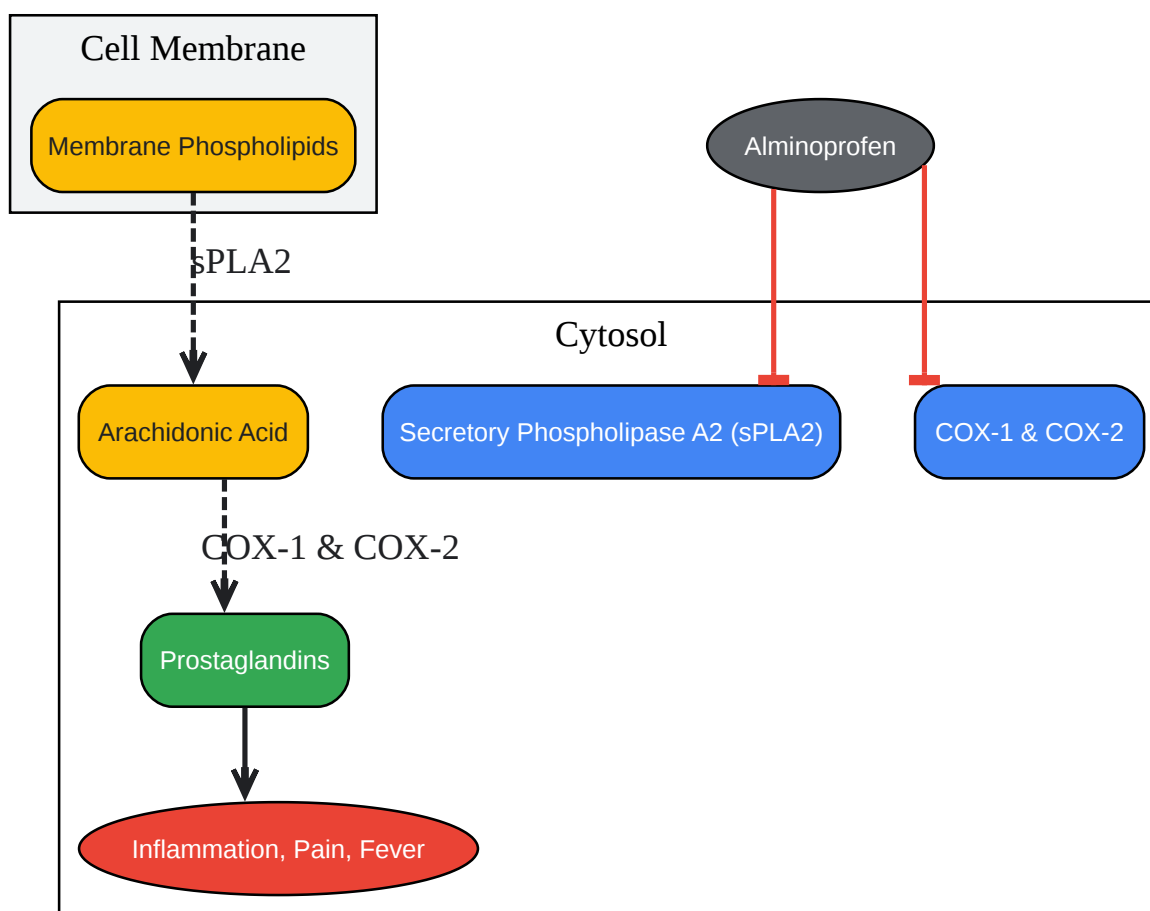 Cell Membrane
Membrane Phospholipids
Alminoprofen
sPLA2
Cytosol
Arachidonic Acid
Secretory Phospholipase A2 (sPLA2)
COX-1 & COX-2
COX-1 & COX-2
Prostaglandins
Inflammation, Pain, Fever